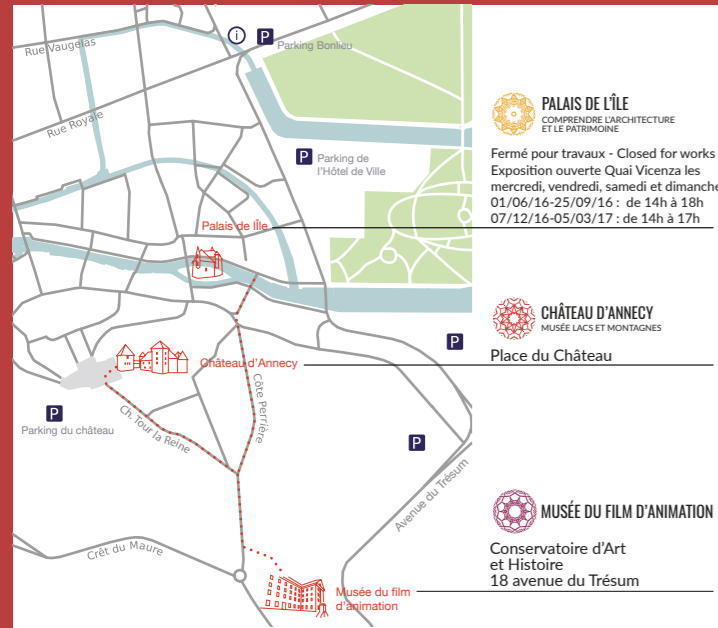 Rue Vaugelas
i
P
Parking Bonlieu
Rue Royale
P
Parking de
l'Hôtel de Ville
Palais de lÎle
Château d'Annecy
P
Parking du château
Ch. Tour la Reine
Côte Perrière
P
P
Avenue du Trésum
Crêt du Maure
Musée du film
d'animation
PALAIS DE L'ÎLE
COMPRENDRE L'ARCHITECTURE
ET LE PATRIMOINE
Fermé pour travaux - Closed for works
Exposition ouverte Quai Vicenza les
mercredi, vendredi, samedi et dimanche
01/06/16-25/09/16 : de 14h à 18h
07/12/16-05/03/17 : de 14h à 17h
CHÂTEAU D'ANNECY
MUSÉE LACS ET MONTAGNES
Place du Château
MUSÉE DU FILM D'ANIMATION
Conservatoire d'Art
et Histoire
18 avenue du Trésum